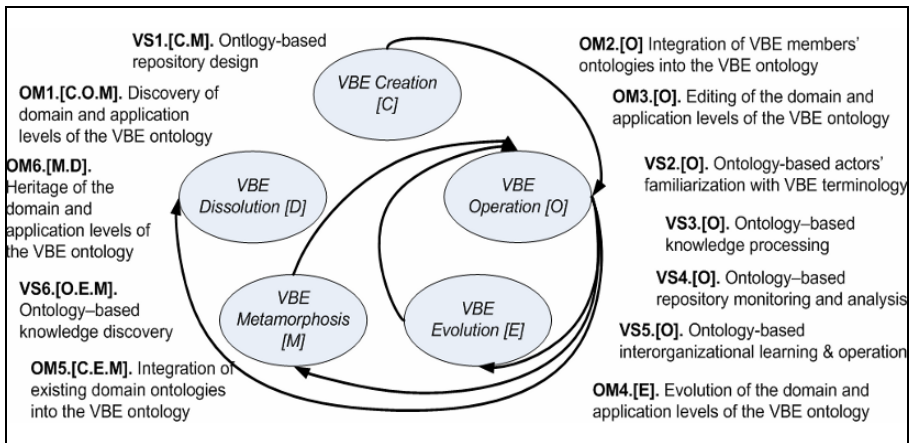 VS1.[C.M]. Ontlogy-based
repository design
OM1.[C.O.M]. Discovery of
domain and application
levels of the VBE ontology
OM6.[M.D].
Heritage of the
domain and
application levels of
the VBE ontology
VS6.[O.E.M].
Ontology–based
knowledge discovery
OM5.[C.E.M]. Integration of
existing domain ontologies
into the VBE ontology
VBE Creation
[C]
VBE
Dissolution [D]
VBE
Operation [O]
VBE
Metamorphosis
[M]
VBE
Evolution [E]
OM2.[O] Integration of VBE members’
ontologies into the VBE ontology
OM3.[O]. Editing of the domain and
application levels of the VBE ontology
VS2.[O]. Ontology-based actors’
familiarization with VBE terminology
VS3.[O]. Ontology–based
knowledge processing
VS4.[O]. Ontology–based
repository monitoring and analysis
VS5.[O]. Ontology-based
interorganizational learning & operation
OM4.[E]. Evolution of the domain and
application levels of the VBE ontology